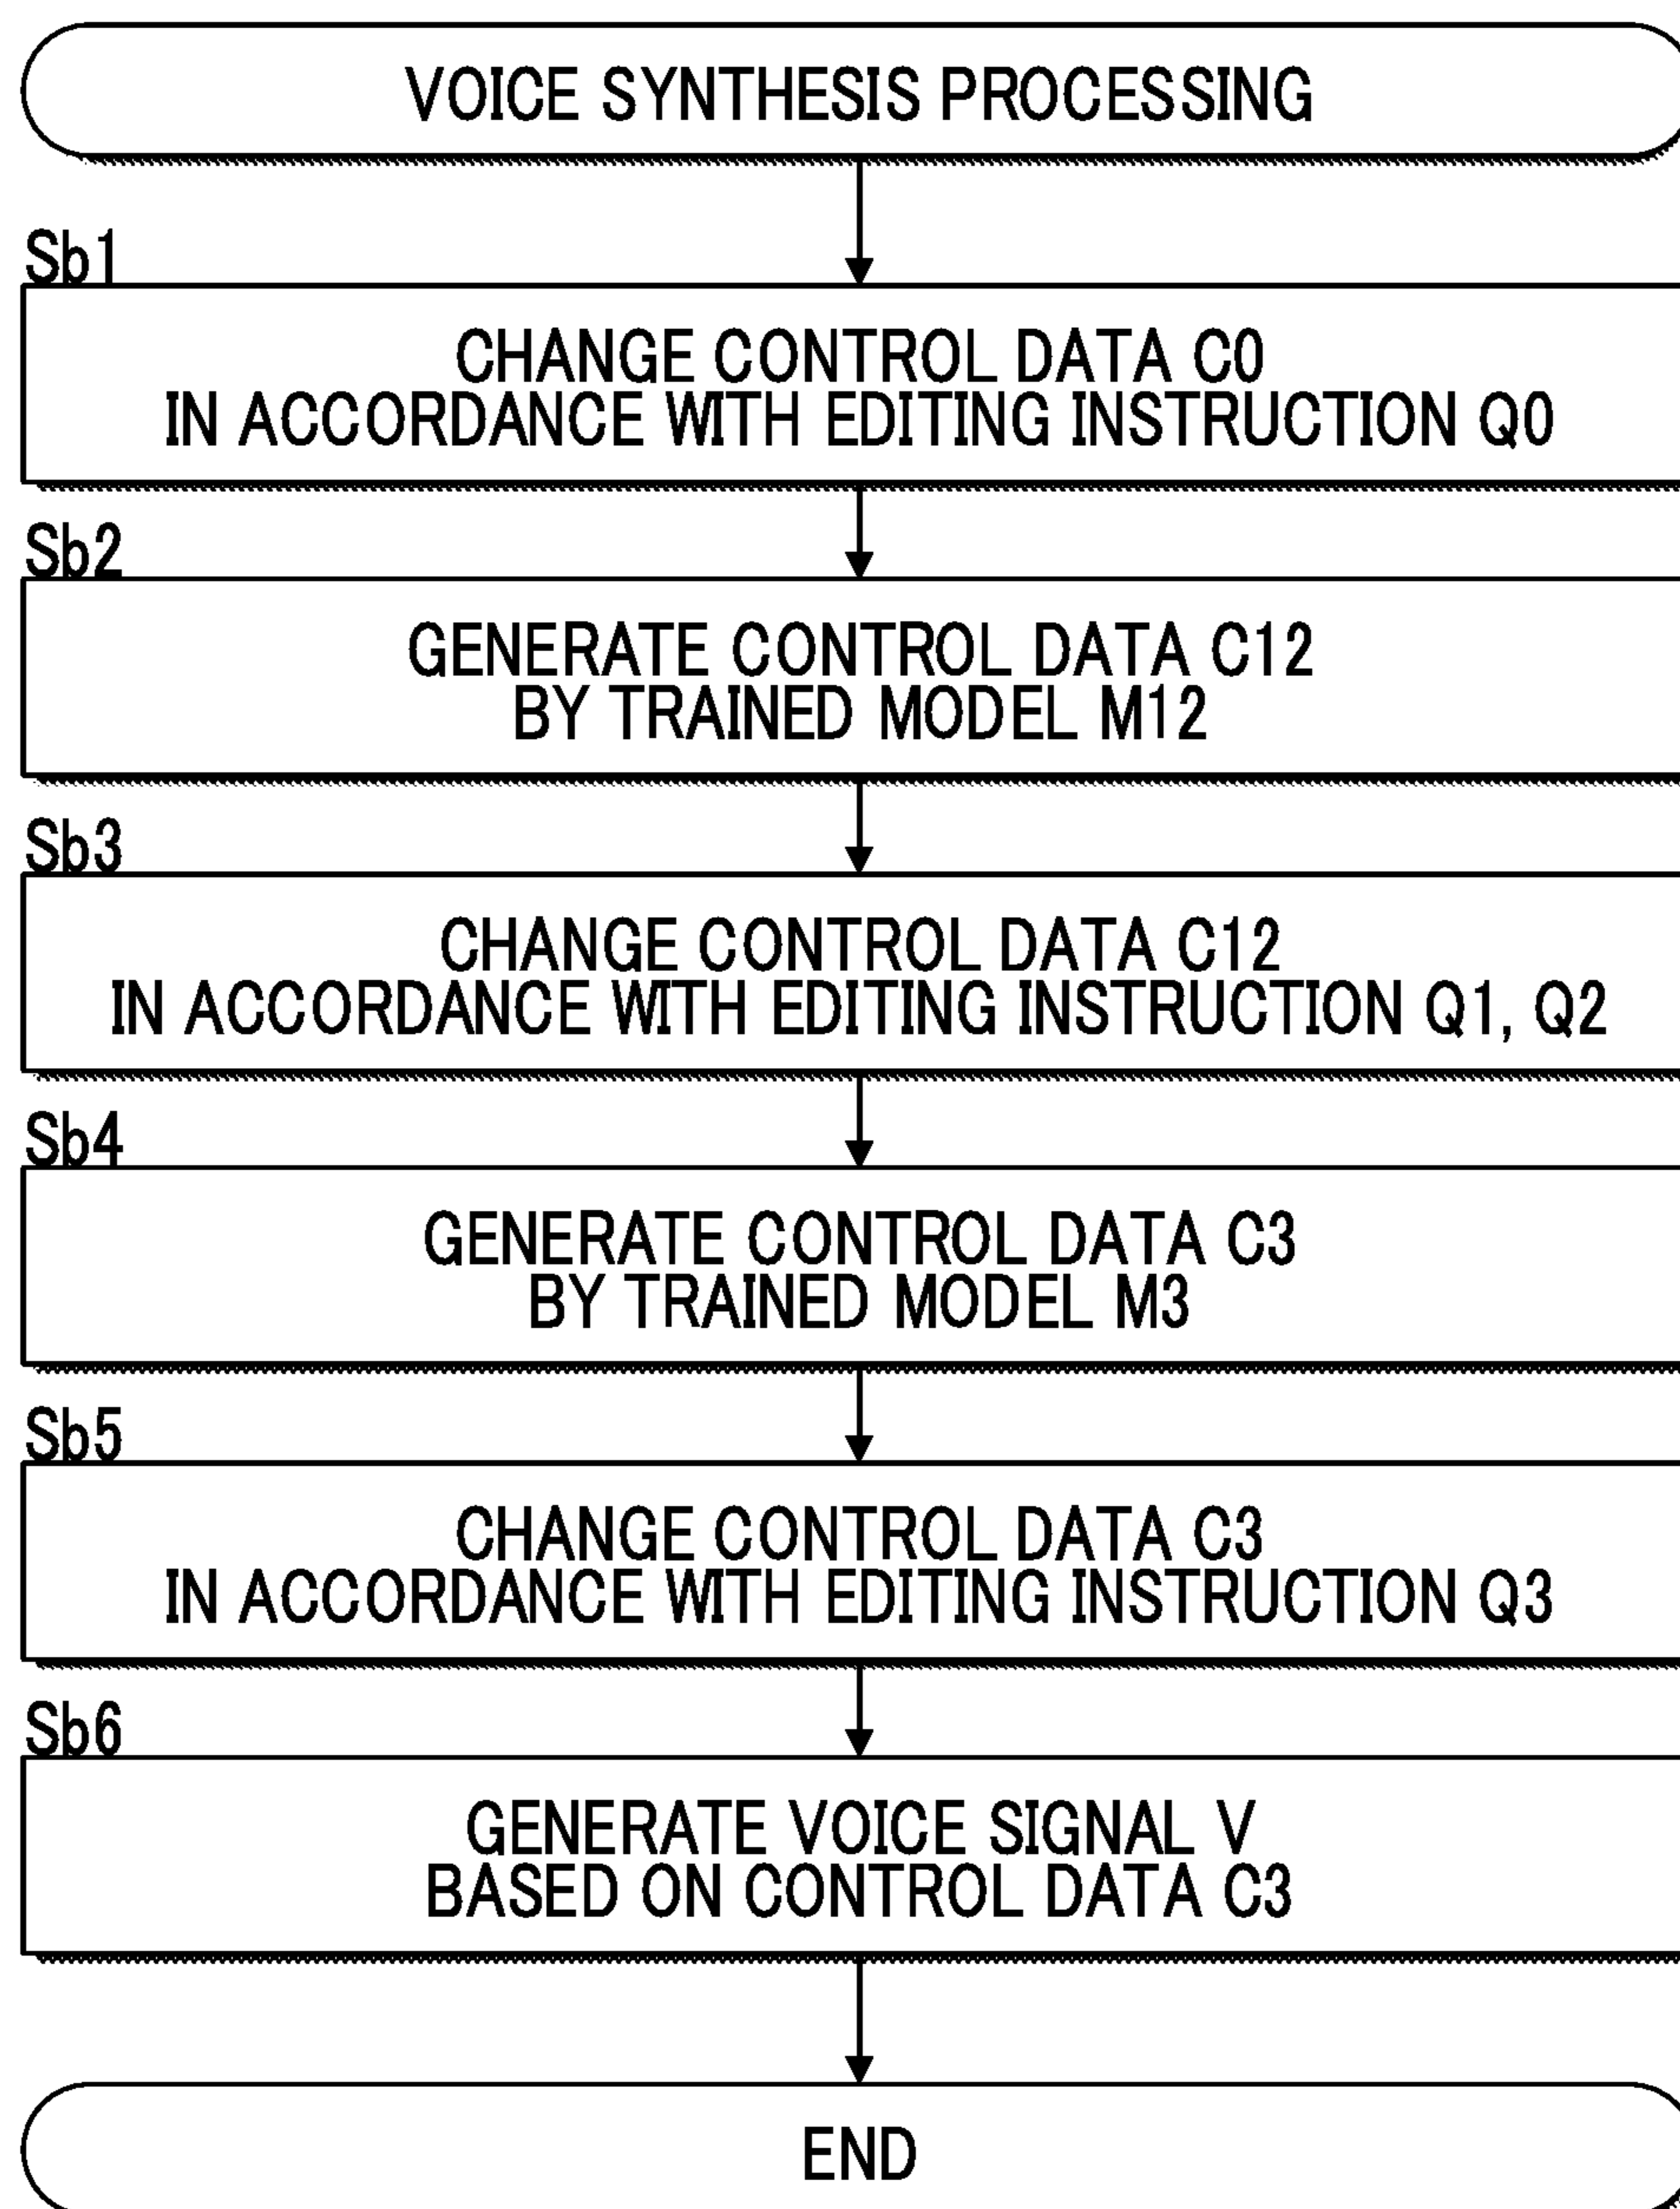 VOICE SYNTHESIS PROCESSING
Sb1
CHANGE CONTROL DATA C0
IN ACCORDANCE WITH EDITING INSTRUCTION Q0
Sb2
GENERATE CONTROL DATA C12
BY TRAINED MODEL M12
Sb3
CHANGE CONTROL DATA C12
IN ACCORDANCE WITH EDITING INSTRUCTION Q1, Q2
Sb4
GENERATE CONTROL DATA C3
BY TRAINED MODEL M3
Sb5
CHANGE CONTROL DATA C3
IN ACCORDANCE WITH EDITING INSTRUCTION Q3
Sb6
GENERATE VOICE SIGNAL V
BASED ON CONTROL DATA C3
END